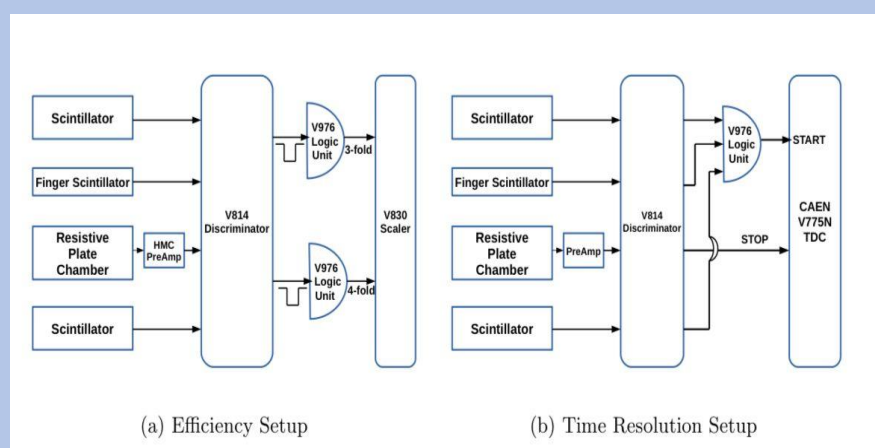 Scintillator
Finger Scintillator
Resistive
Plate
Chamber
HMC
PreAmp
Scintillator
V814
Discriminator
V976
Logic
Unit
3-fold
V976
Logic
Unit
4-fold
V830
Scaler
(a) Efficiency Setup
Scintillator
Finger Scintillator
Resistive
Plate
Chamber
PreAmp
Scintillator
V814
Discriminator
V976
Logic
Unit
START
STOP
CAEN
V775N
TDC
(b) Time Resolution Setup